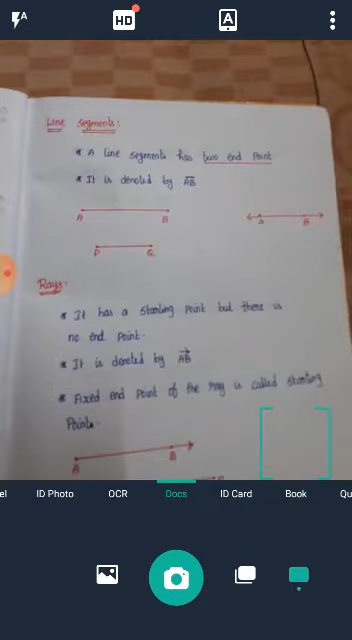 A
HD
A
Line Segments:
* A line segments has two end Point
* It is denoted by A̅B̅
A B
A B
P Q
Rays:
* It has a Starting Point but there is
no end Point.
* It is denoted by A⃗B⃗
* Fixed end Point of the ray is called Starting
Point.
A B
el ID Photo OCR Docs ID Card Book Qu